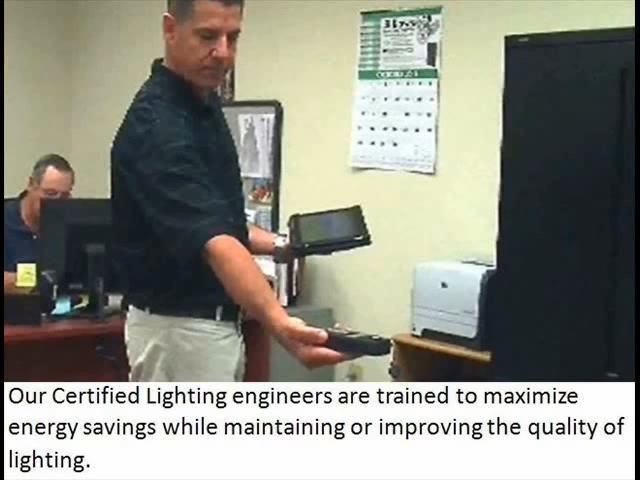 Our Certified Lighting engineers are trained to maximize
energy savings while maintaining or improving the quality of
lighting.